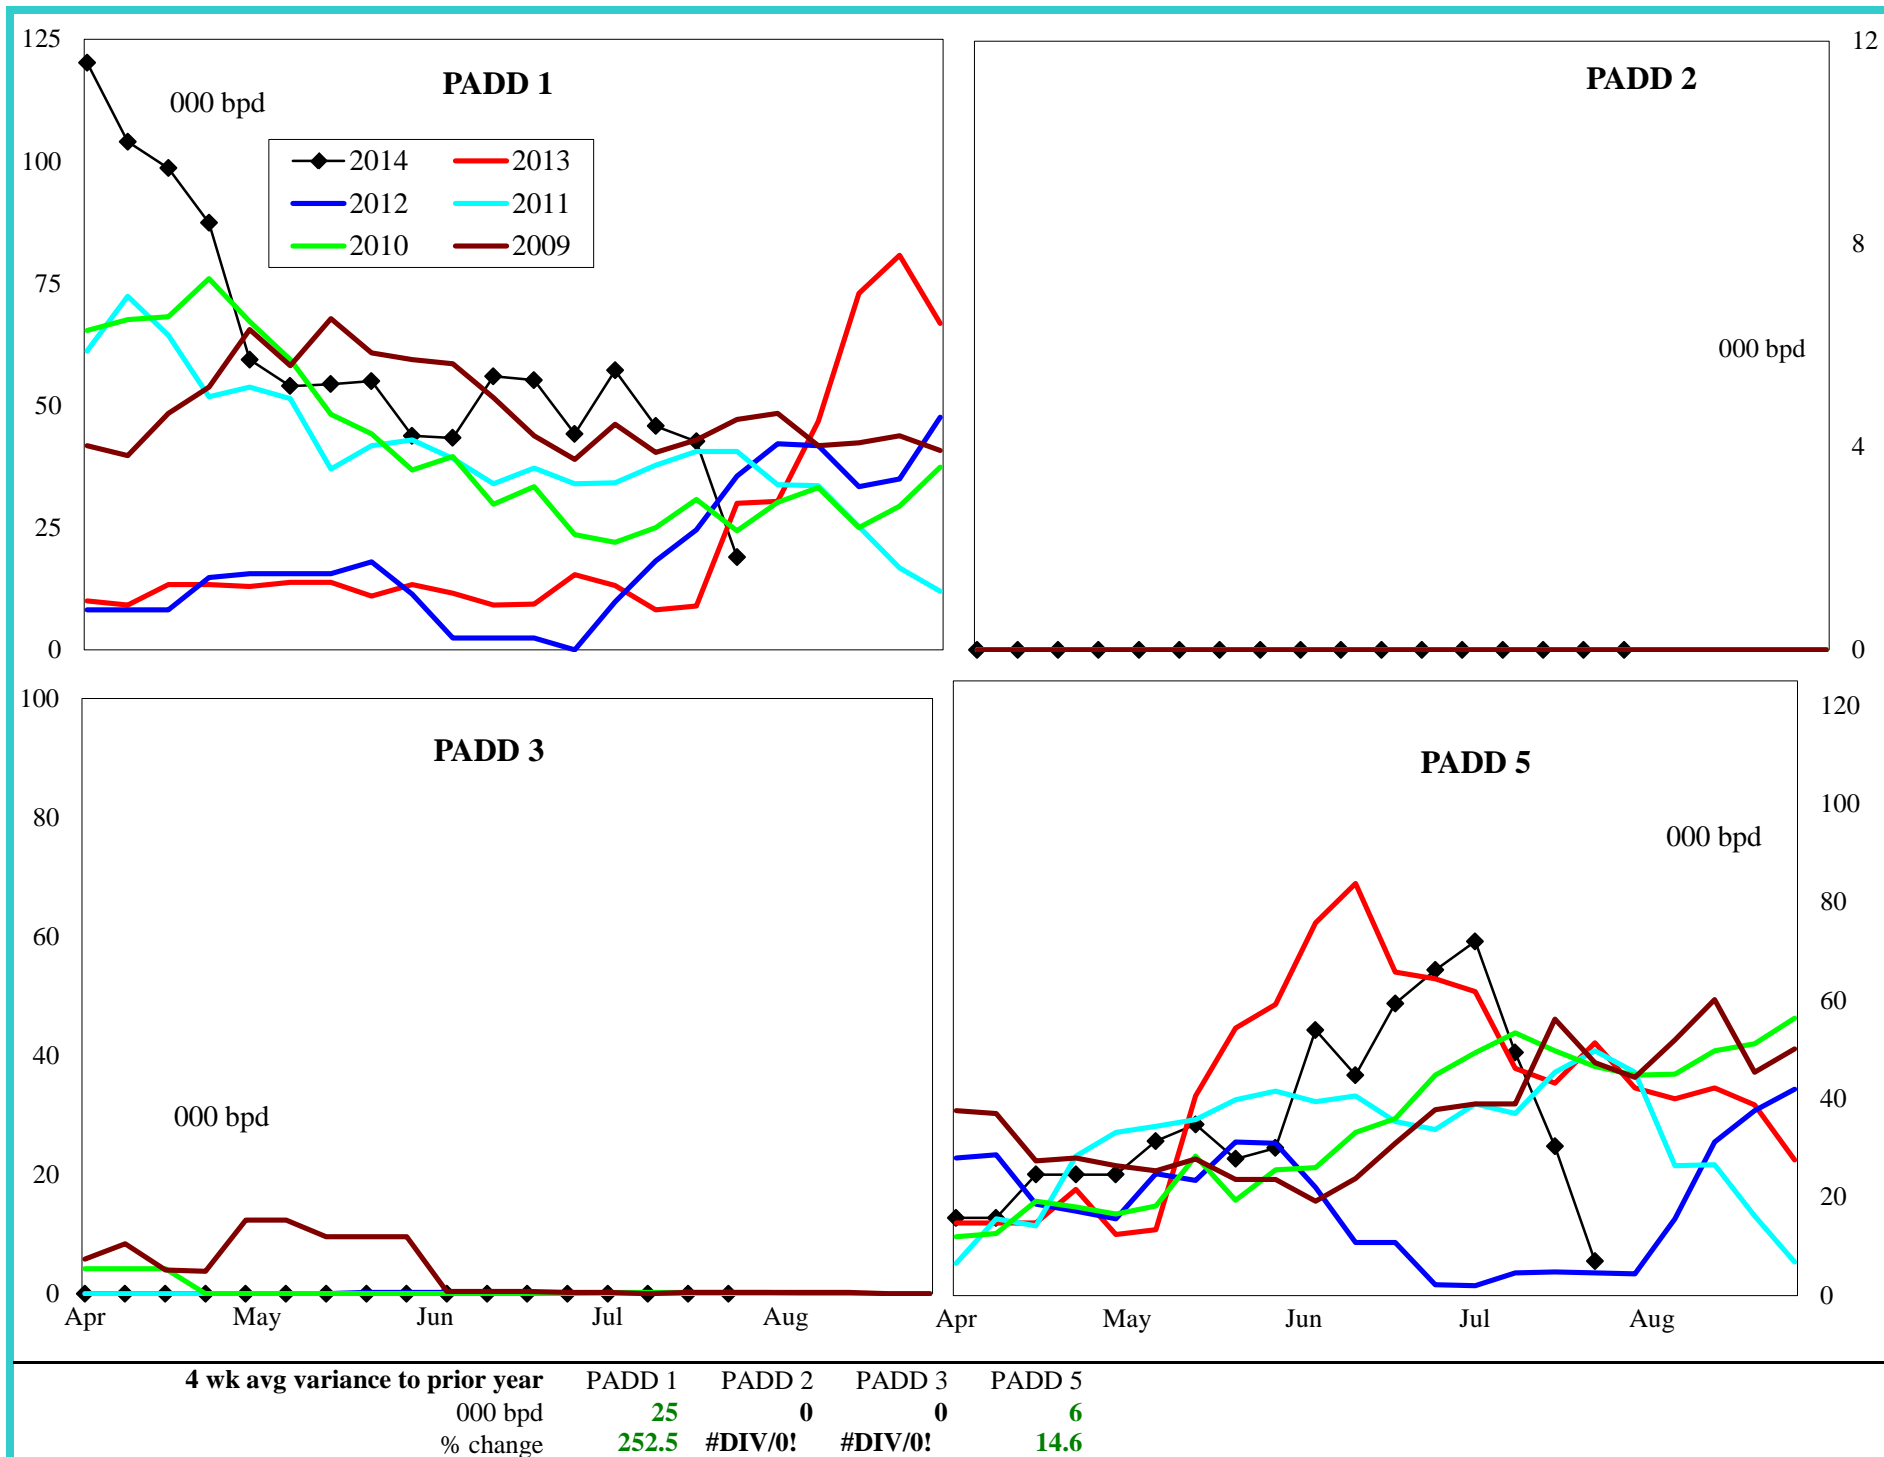 125
100
75
50
25
0
PADD 1
000 bpd
2014 2013
2012 2011
2010 2009
PADD 2
000 bpd
12
8
4
0
100
80
60
40
20
0
PADD 3
000 bpd
Apr May Jun Jul Aug
PADD 5
000 bpd
120
100
80
60
40
20
0
Apr May Jun Jul Aug
4 wk avg variance to prior year PADD 1 PADD 2 PADD 3 PADD 5
000 bpd 25 0 0 6
% change 252.5 #DIV/0! #DIV/0! 14.6